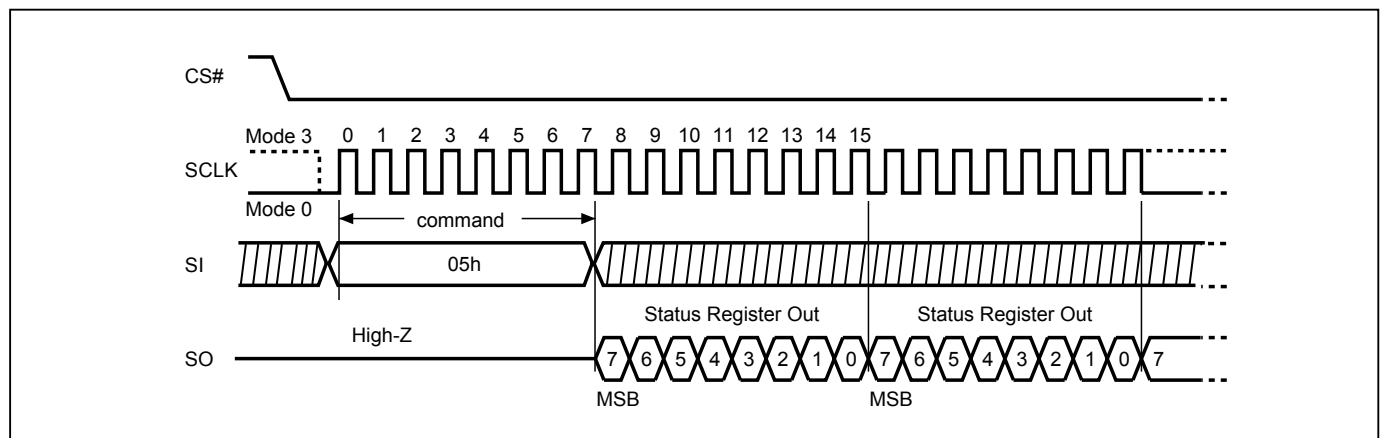 CS#
Mode 3 0 1 2 3 4 5 6 7 8 9 10 11 12 13 14 15
SCLK
Mode 0
command
SI 05h
Status Register Out Status Register Out
High-Z
SO 7 6 5 4 3 2 1 0 7 6 5 4 3 2 1 0 7
MSB MSB